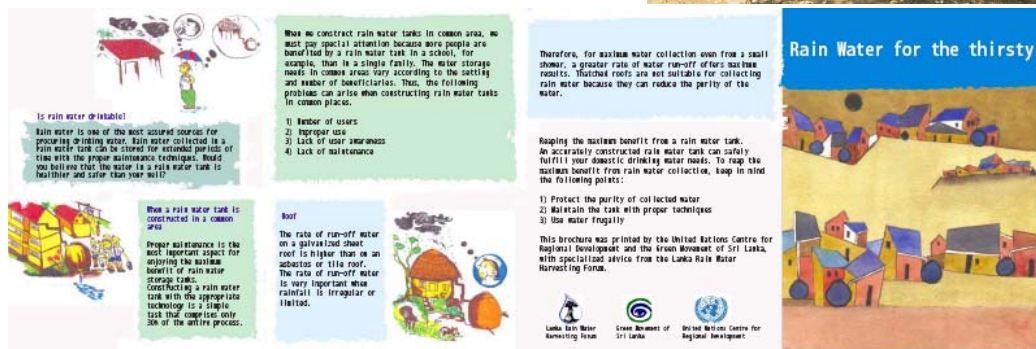 Is rain water drinkable?
Rain water is one of the most assured sources for
procuring drinking water. Rain water collected in a
rain water tank can be stored for extended periods of
time with the proper maintenance techniques. Would
you believe that the water in a rain water tank is
healthier and safer than your well?
When a rain water tank is
constructed in a common
area
Proper maintenance is the
most important aspect for
enjoying the maximum
benefit of rain water
storage tanks.
Constructing a rain water
tank with the appropriate
technology is a simple
task that comprises only
30% of the entire process.
When we construct rain water tanks in common area, we
must pay special attention because more people are
benefited by a rain water tank in a school, for
example, than in a single family. The water storage
needs in common areas vary according to the setting
and number of beneficiaries. Thus, the following
problems can arise when constructing rain water tanks
in common places.
1) Number of users
2) Improper use
3) Lack of user awareness
4) Lack of maintenance
Roof
The rate of run-off water
on a galvanized sheet
roof is higher than on an
asbestos or tile roof.
The rate of run-off water
is very important when
rainfall is irregular or
limited.
Therefore, for maximum water collection even from a small
shower, a greater rate of water run-off offers maximum
results. Thatched roofs are not suitable for collecting
rain water because they can reduce the purity of the
water.
Reaping the maximum benefit from a rain water tank.
An accurately constructed rain water tank can safely
fulfill your domestic drinking water needs. To reap the
maximum benefit from rain water collection, keep in mind
the following points:
1) Protect the purity of collected water
2) Maintain the tank with proper techniques
3) Use water frugally
This brochure was printed by the United Nations Centre for
Regional Development and the Green Movement of Sri Lanka,
with specialized advice from the Lanka Rain Water
Harvesting Forum.
Lanka Rain Water
Harvesting Forum
Green Movement of
Sri Lanka
United Nations Centre for
Regional Development
Rain Water for the thirsty